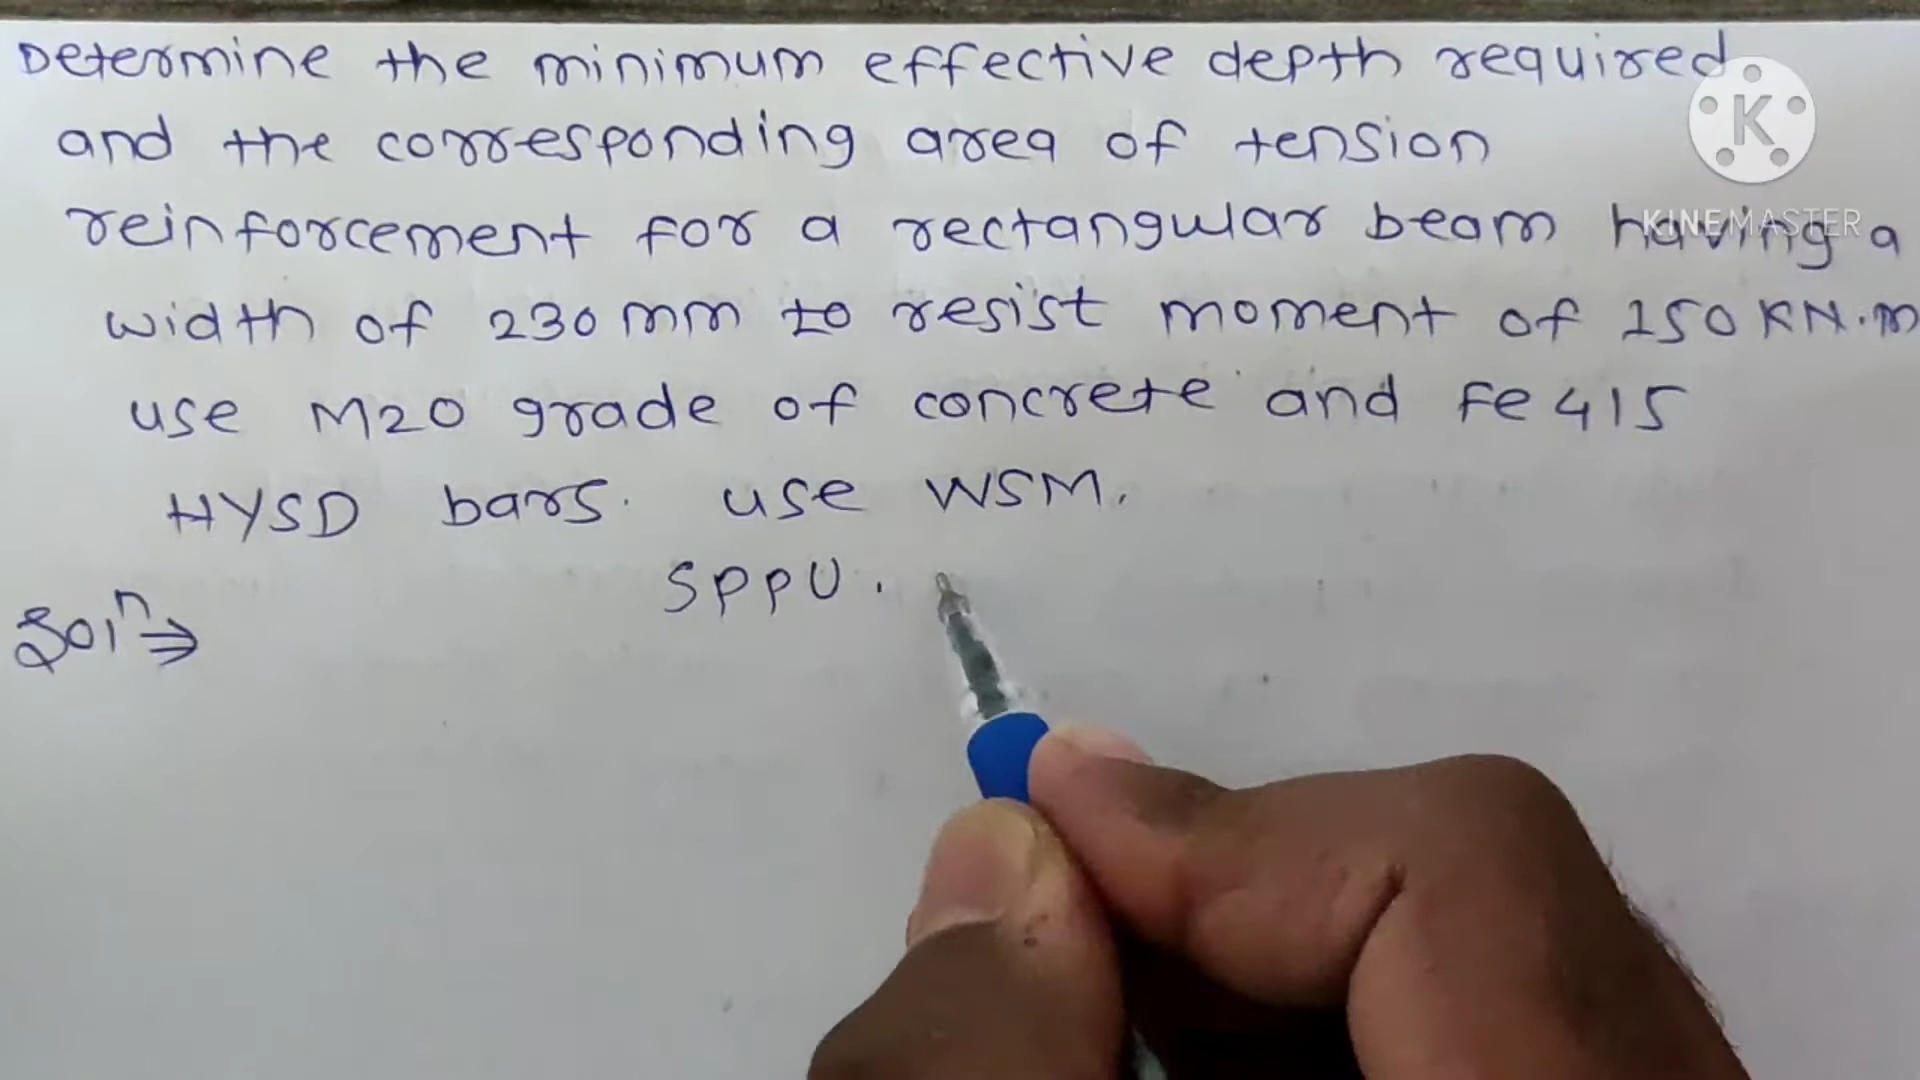 Determine the minimum effective depth required
and the corresponding area of tension
reinforcement for a rectangular beam having a
width of 230 mm to resist moment of 150 KN.m
use M20 grade of concrete and Fe 415
HYSD bars. use WSM.
SPPU.
Solⁿ⇒
K
KINEMASTER